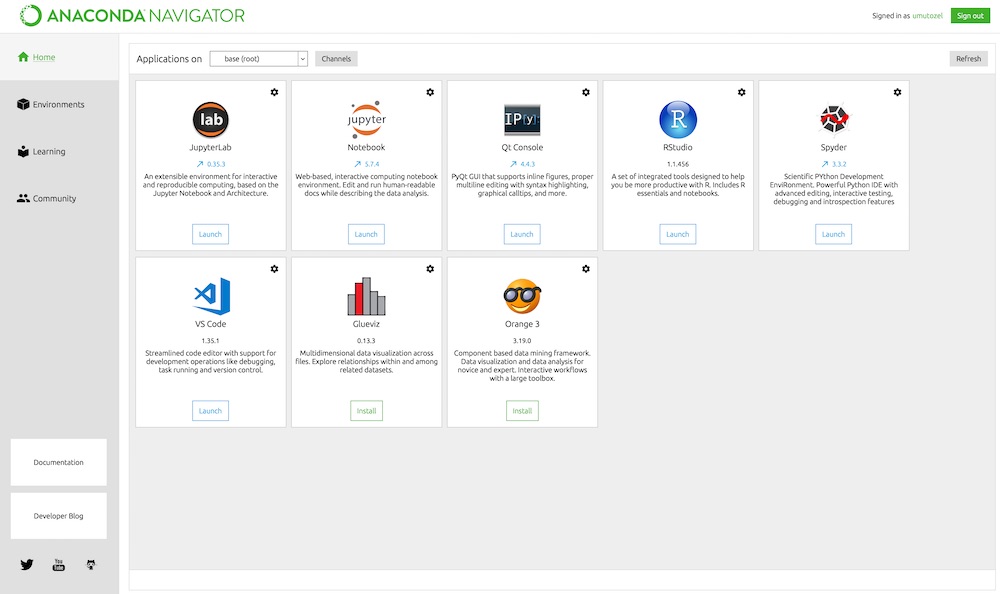 ANACONDA NAVIGATOR
Signed in as umutozel
Sign out
Home
Environments
Learning
Community
Documentation
Developer Blog
You
Tube
Applications on
base (root)
Channels
Refresh
lab
JupyterLab
0.35.3
An extensible environment for interactive
and reproducible computing, based on the
Jupyter Notebook and Architecture.
Launch
jupyter
Notebook
5.7.4
Web-based, interactive computing notebook
environment. Edit and run human-readable
docs while describing the data analysis.
Launch
IP[y]:
Qt Console
4.4.3
PyQt GUI that supports inline figures, proper
multiline editing with syntax highlighting,
graphical calltips, and more.
Launch
R
RStudio
1.1.456
A set of integrated tools designed to help
you be more productive with R. Includes R
essentials and notebooks.
Launch
Spyder
3.3.2
Scientific PYthon Development
EnviRonment. Powerful Python IDE with
advanced editing, interactive testing,
debugging and introspection features
Launch
VS Code
1.35.1
Streamlined code editor with support for
development operations like debugging,
task running and version control.
Launch
Glueviz
0.13.3
Multidimensional data visualization across
files. Explore relationships within and among
related datasets.
Install
Orange 3
3.19.0
Component based data mining framework.
Data visualization and data analysis for
novice and expert. Interactive workflows
with a large toolbox.
Install